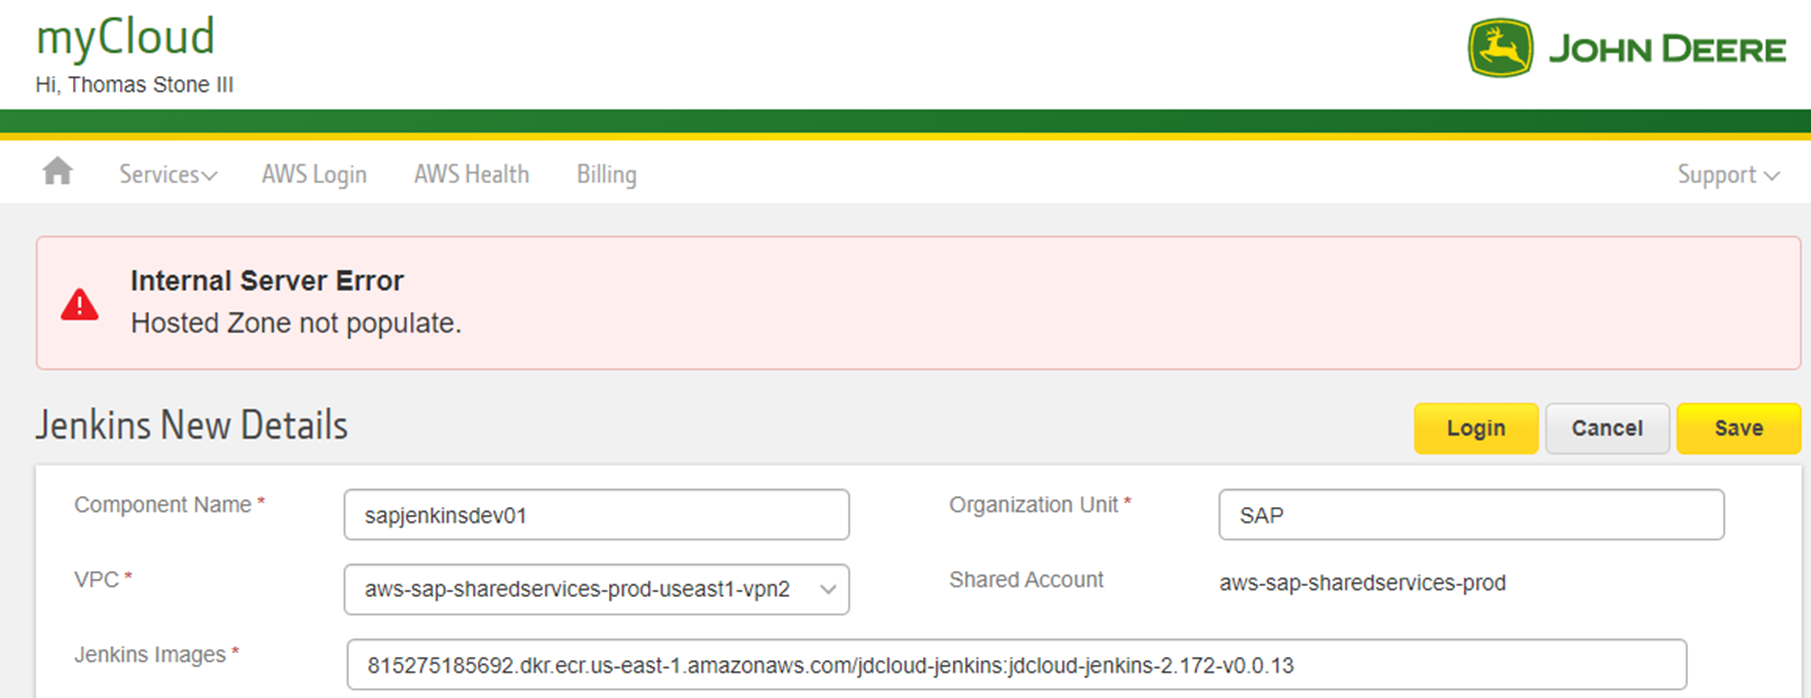 myCloud
JOHN DEERE
Hi, Thomas Stone III
Services AWS Login AWS Health Billing Support
Internal Server Error
Hosted Zone not populate.
Jenkins New Details
Login Cancel Save
Component Name * sapjenkinsdev01 Organization Unit * SAP
VPC * aws-sap-sharedservices-prod-useast1-vpn2 Shared Account aws-sap-sharedservices-prod
Jenkins Images * 815275185692.dkr.ecr.us-east-1.amazonaws.com/jdcloud-jenkins:jdcloud-jenkins-2.172-v0.0.13